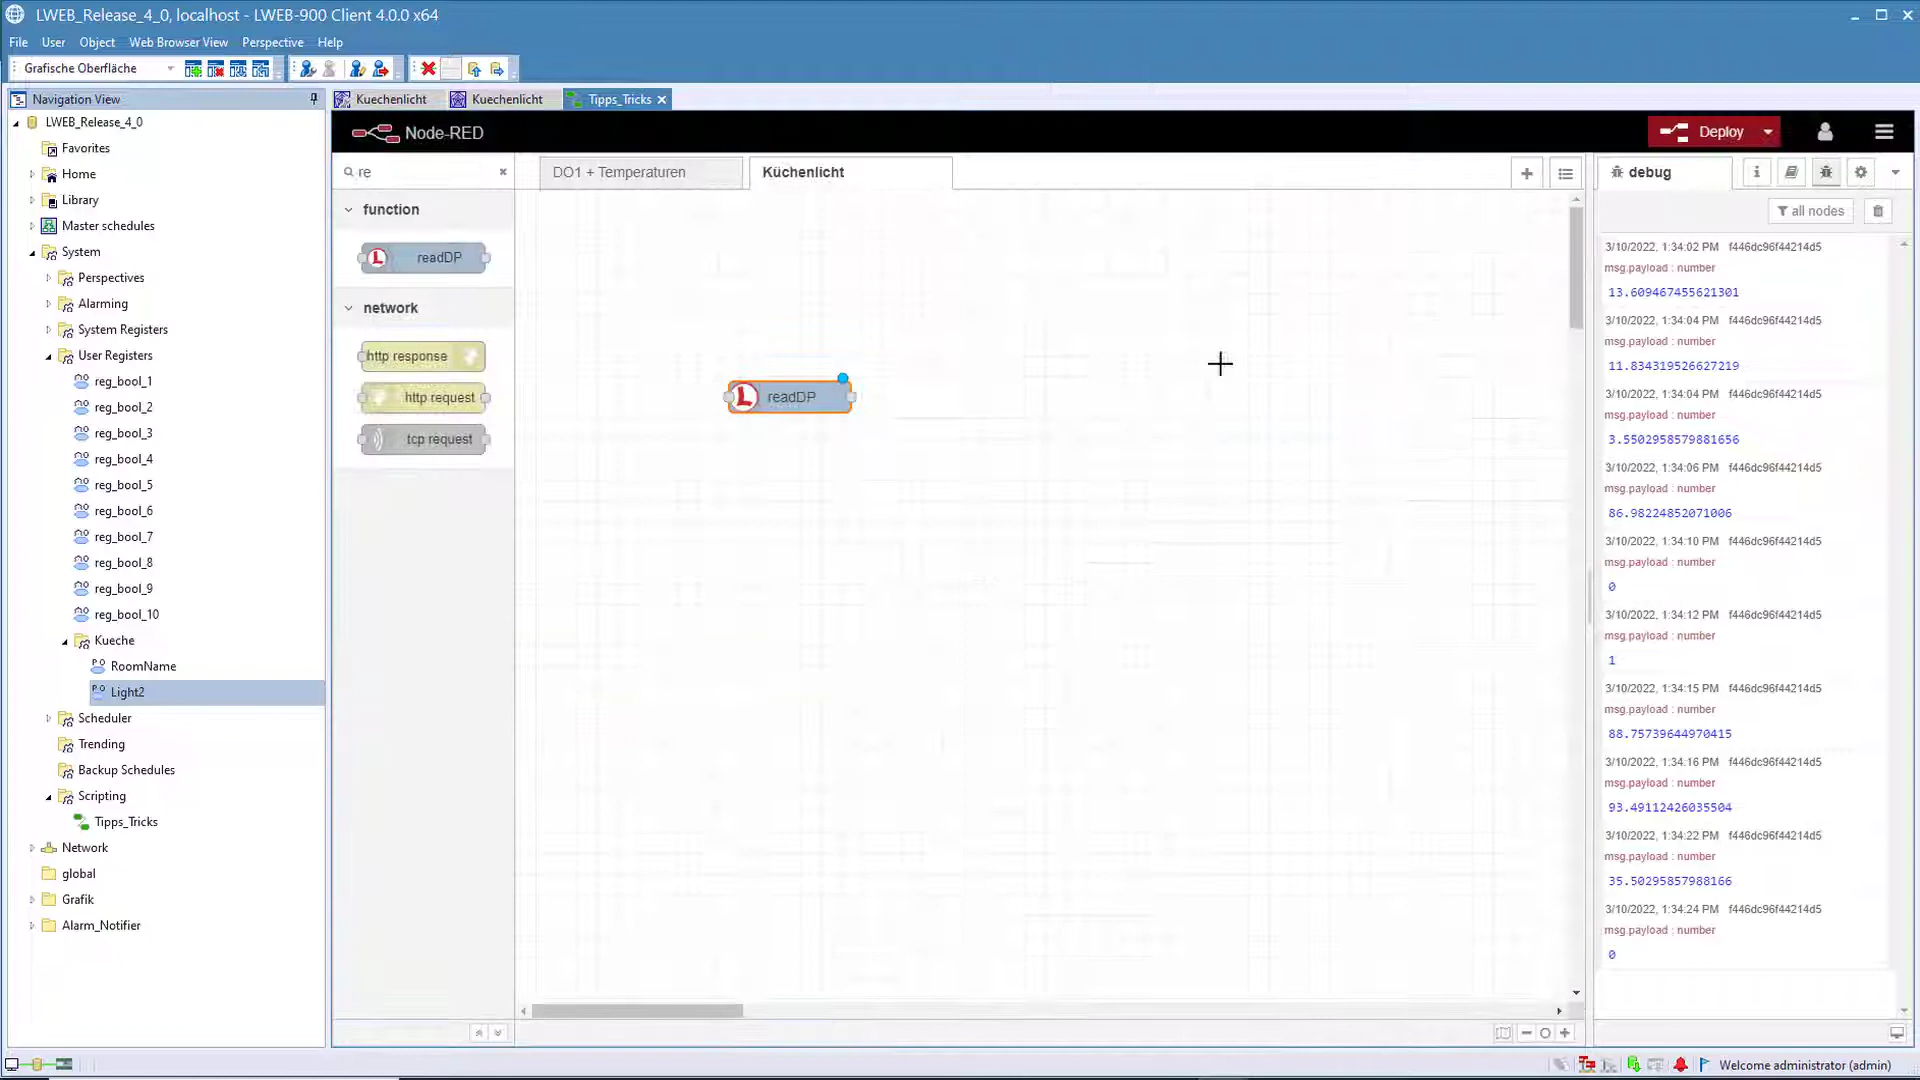 LWEB_Release_4_0, localhost - LWEB-900 Client 4.0.0 x64
File User Object Web Browser View Perspective Help
Grafische Oberfläche
Navigation View
LWEB_Release_4_0
Favorites
Home
Library
Master schedules
System
Perspectives
Alarming
System Registers
User Registers
reg_bool_1
reg_bool_2
reg_bool_3
reg_bool_4
reg_bool_5
reg_bool_6
reg_bool_7
reg_bool_8
reg_bool_9
reg_bool_10
Kueche
RoomName
Light2
Scheduler
Trending
Backup Schedules
Scripting
Tipps_Tricks
Network
global
Grafik
Alarm_Notifier
Kuechenlicht Kuechenlicht Tipps_Tricks
Node-RED
Deploy
re
DO1 + Temperaturen Küchenlicht
function
readDP
network
http response
http request
tcp request
readDP
debug
all nodes
3/10/2022, 1:34:02 PM f446dc96f44214d5
msg.payload : number
13.609467455621301
3/10/2022, 1:34:04 PM f446dc96f44214d5
msg.payload : number
11.834319526627219
3/10/2022, 1:34:04 PM f446dc96f44214d5
msg.payload : number
3.5502958579881656
3/10/2022, 1:34:06 PM f446dc96f44214d5
msg.payload : number
86.98224852071006
3/10/2022, 1:34:10 PM f446dc96f44214d5
msg.payload : number
0
3/10/2022, 1:34:12 PM f446dc96f44214d5
msg.payload : number
1
3/10/2022, 1:34:15 PM f446dc96f44214d5
msg.payload : number
88.75739644970415
3/10/2022, 1:34:16 PM f446dc96f44214d5
msg.payload : number
93.49112426035504
3/10/2022, 1:34:22 PM f446dc96f44214d5
msg.payload : number
35.50295857988166
3/10/2022, 1:34:24 PM f446dc96f44214d5
msg.payload : number
0
Welcome administrator (admin)